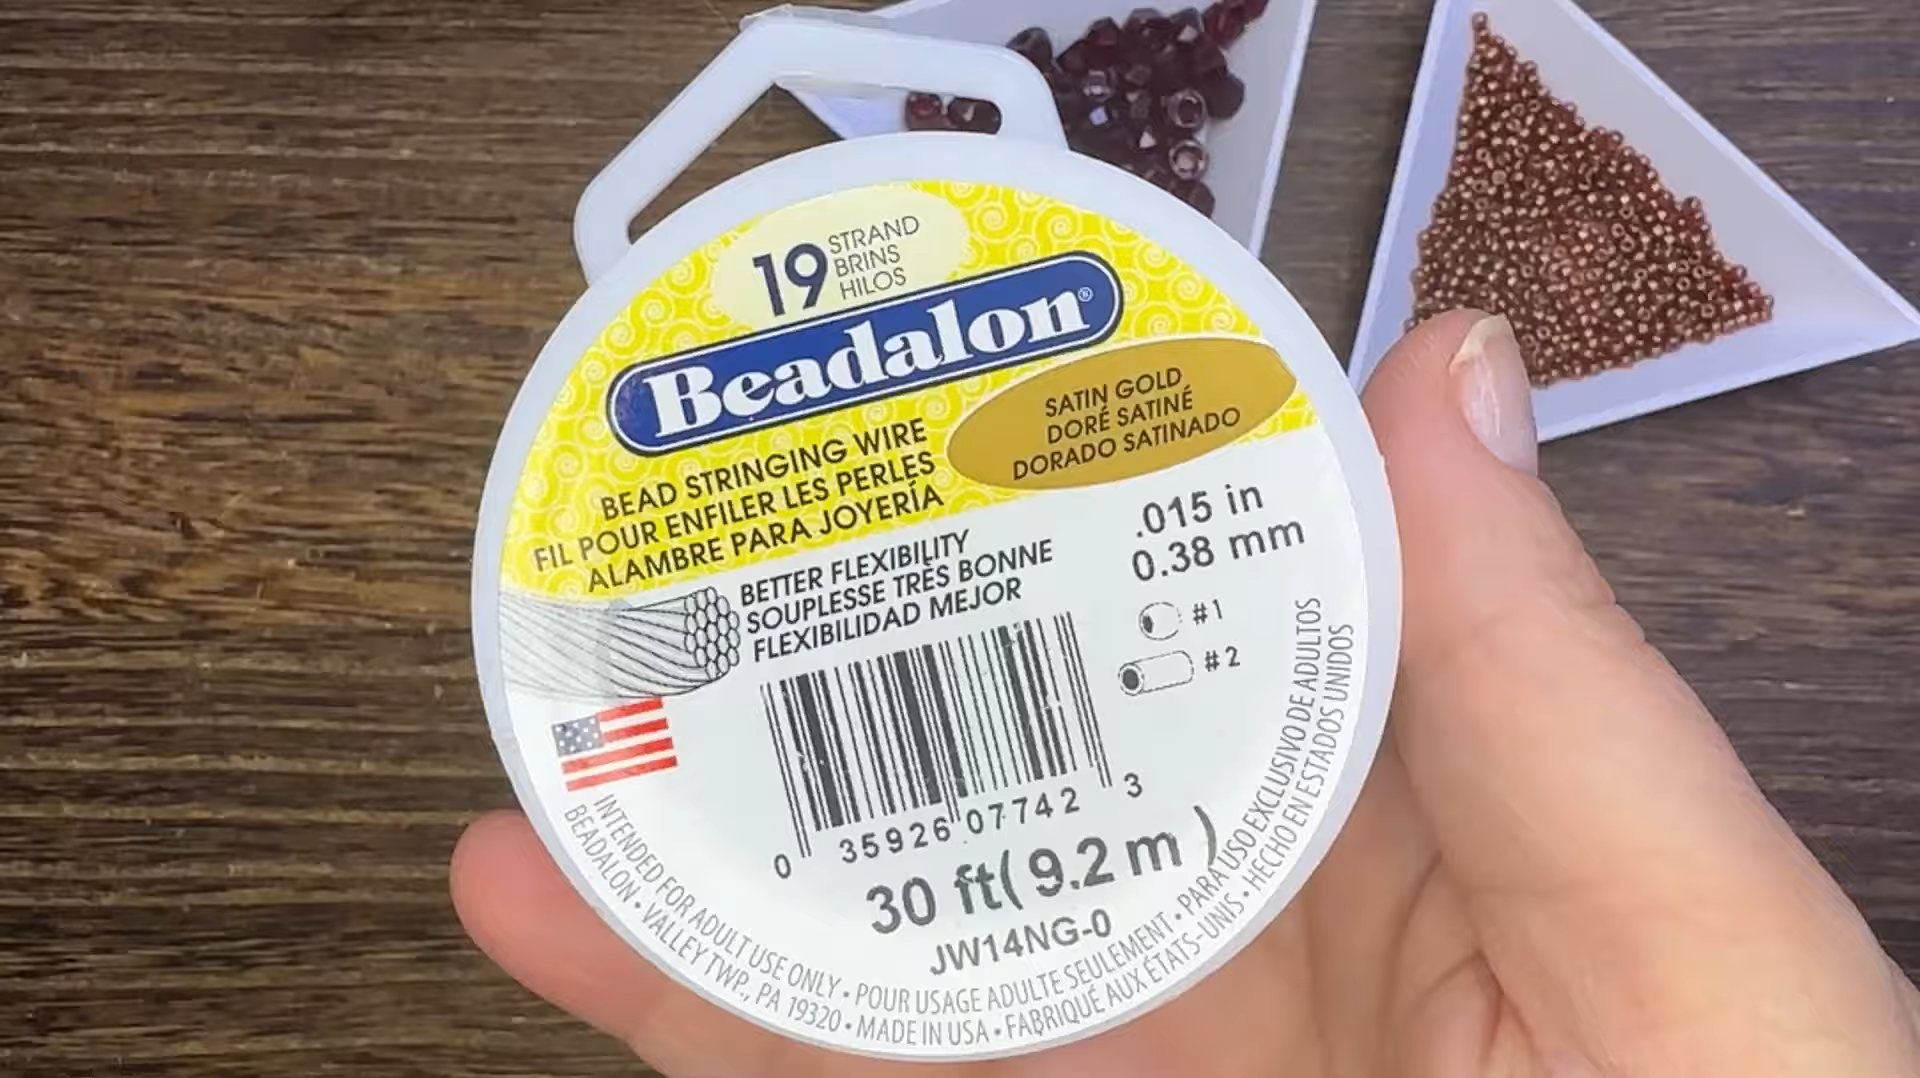 19
STRAND
BRINS
HILOS
Beadalon®
BEAD STRINGING WIRE
FIL POUR ENFILER LES PERLES
ALAMBRE PARA JOYERÍA
SATIN GOLD
DORÉ SATINÉ
DORADO SATINADO
BETTER FLEXIBILITY
SOUPLESSE TRÈS BONNE
FLEXIBILIDAD MEJOR
.015 in
0.38 mm
#1
#2
0 35926 07742 3
30 ft( 9.2 m )
JW14NG-0
INTENDED FOR ADULT USE ONLY • POUR USAGE ADULTE SEULEMENT • PARA USO EXCLUSIVO DE ADULTOS
BEADALON • VALLEY TWP., PA 19320 • MADE IN USA • FABRIQUÉ AUX ÉTATS-UNIS • HECHO EN ESTADOS UNIDOS